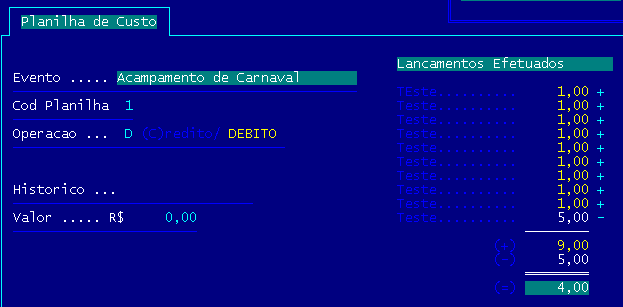 Planilha de Custo
Lancamentos Efetuados
Evento ..... Acampamento de Carnaval
Cod Planilha 1
Operacao ... D (C)redito/ DEBITO
Historico ...
Valor ..... R$ 0,00
TEste:......... 1,00 +
Teste:......... 1,00 +
Teste:......... 1,00 +
Teste:......... 1,00 +
Teste:......... 1,00 +
Teste:......... 1,00 +
Teste:......... 1,00 +
Teste:......... 1,00 +
Teste:......... 1,00 +
Teste:......... 5,00 -
(+) 9,00
(-) 5,00
(=) 4,00